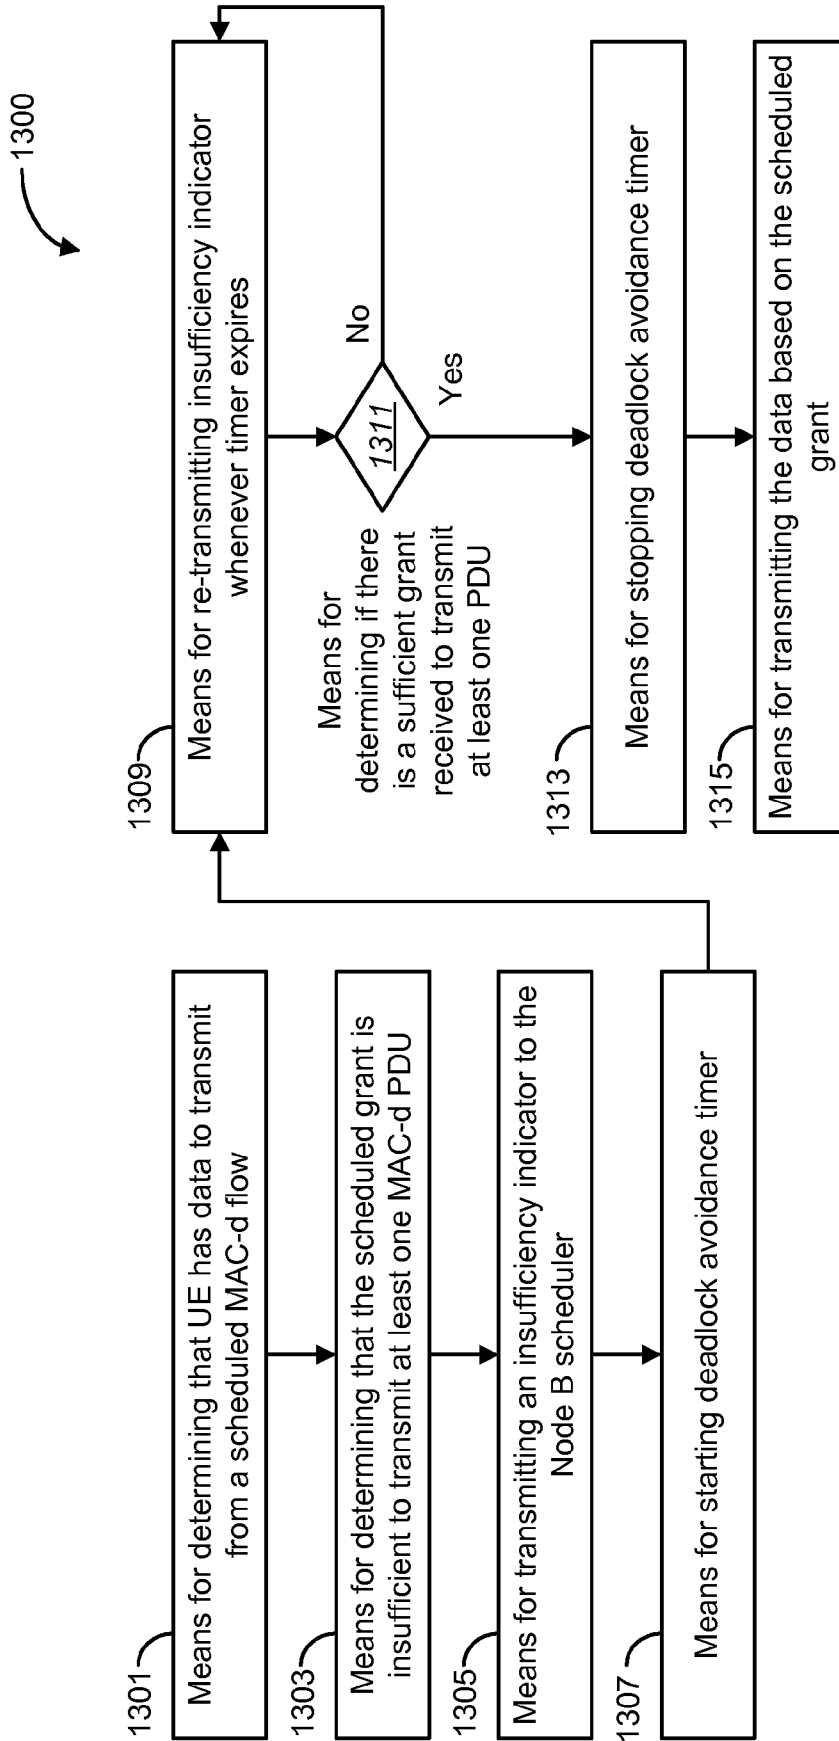 1300
1301
Means for determining that UE has data to transmit
from a scheduled MAC-d flow
1303
Means for determining that the scheduled grant is
insufficient to transmit at least one MAC-d PDU
1305
Means for transmitting an insufficiency indicator to the
Node B scheduler
1307
Means for starting deadlock avoidance timer
1309
Means for re-transmitting insufficiency indicator
whenever timer expires
Means for
determining if there
is a sufficient grant
received to transmit
at least one PDU
1311
No
Yes
1313
Means for stopping deadlock avoidance timer
1315
Means for transmitting the data based on the scheduled
grant